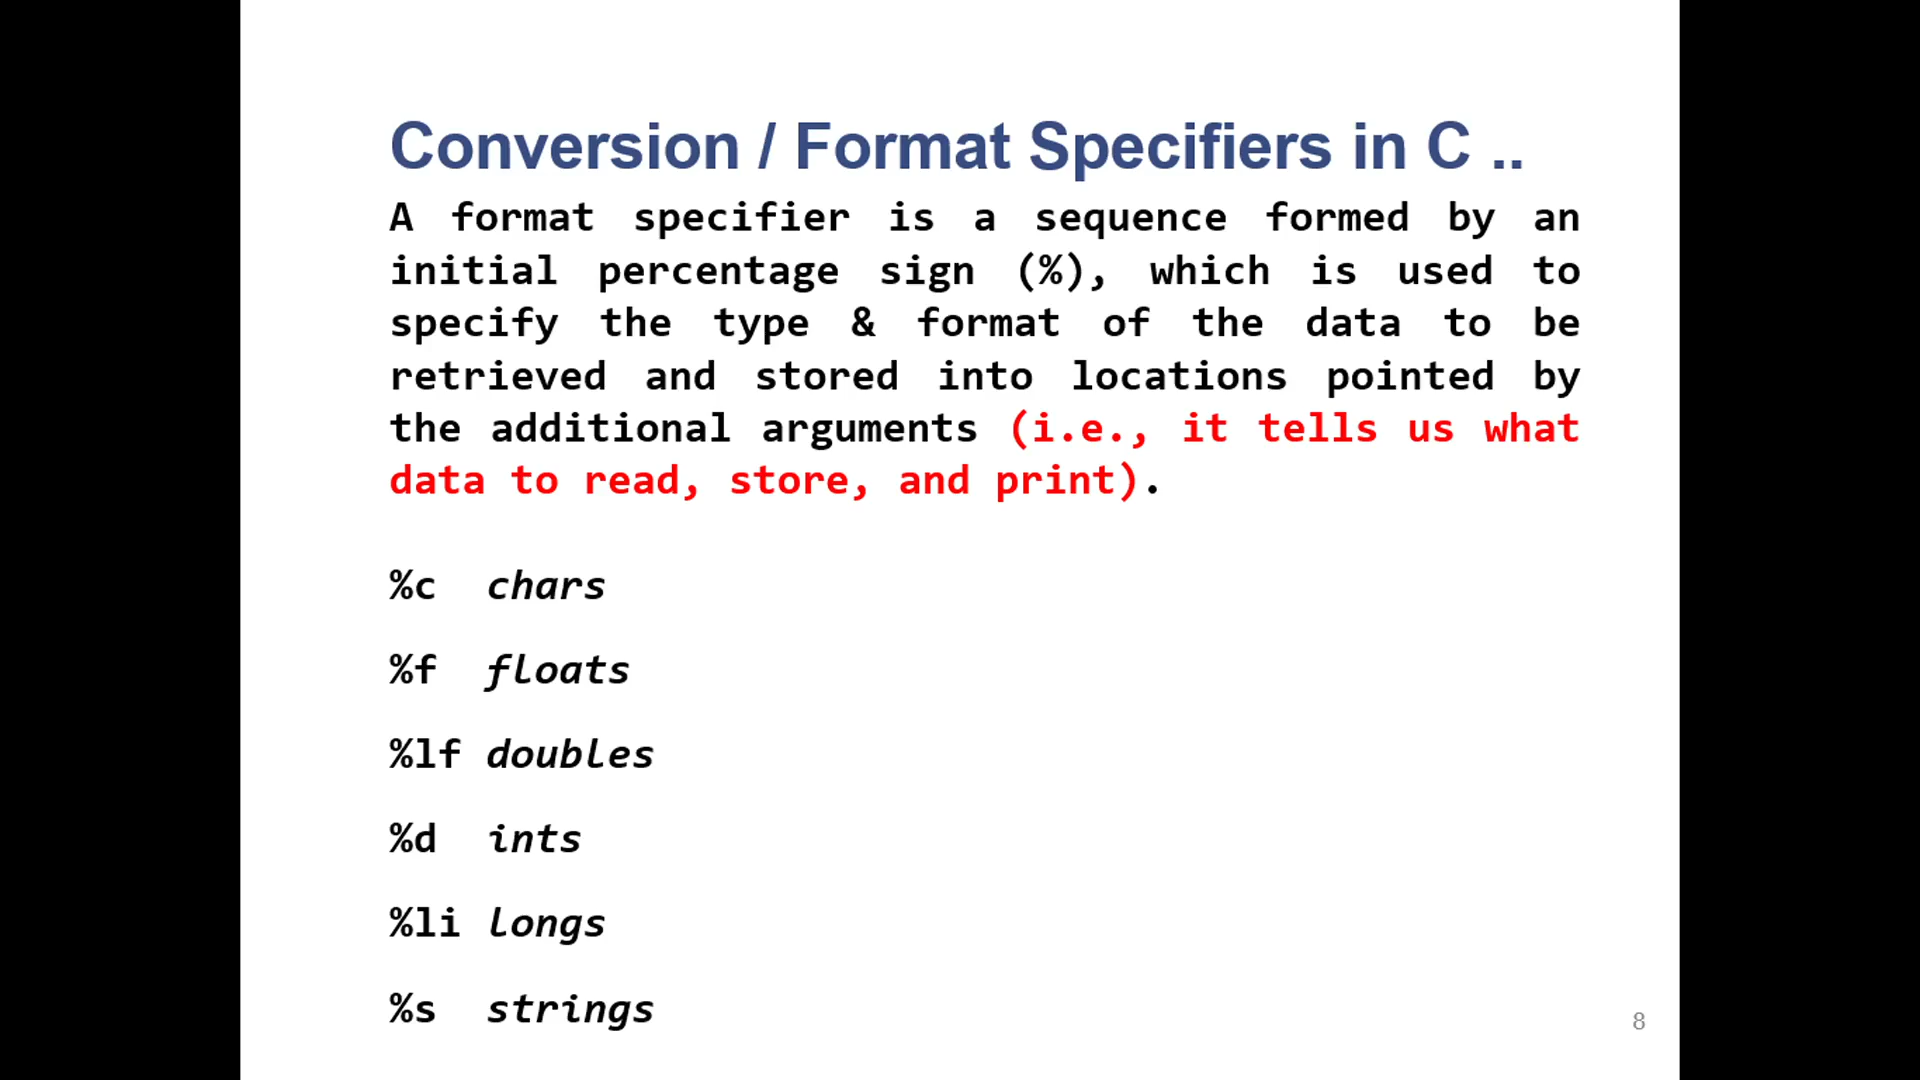 Conversion / Format Specifiers in C ..
A format specifier is a sequence formed by an
initial percentage sign (%), which is used to
specify the type & format of the data to be
retrieved and stored into locations pointed by
the additional arguments (i.e., it tells us what
data to read, store, and print).
%c chars
%f floats
%lf doubles
%d ints
%li longs
%s strings
8